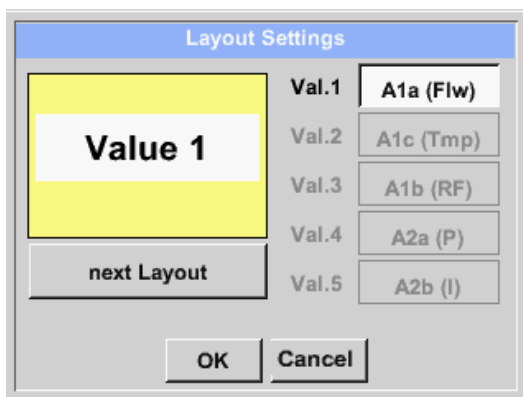 Layout Settings
Value 1
next Layout
Val.1 A1a (Flw)
Val.2 A1c (Tmp)
Val.3 A1b (RF)
Val.4 A2a (P)
Val.5 A2b (I)
OK Cancel